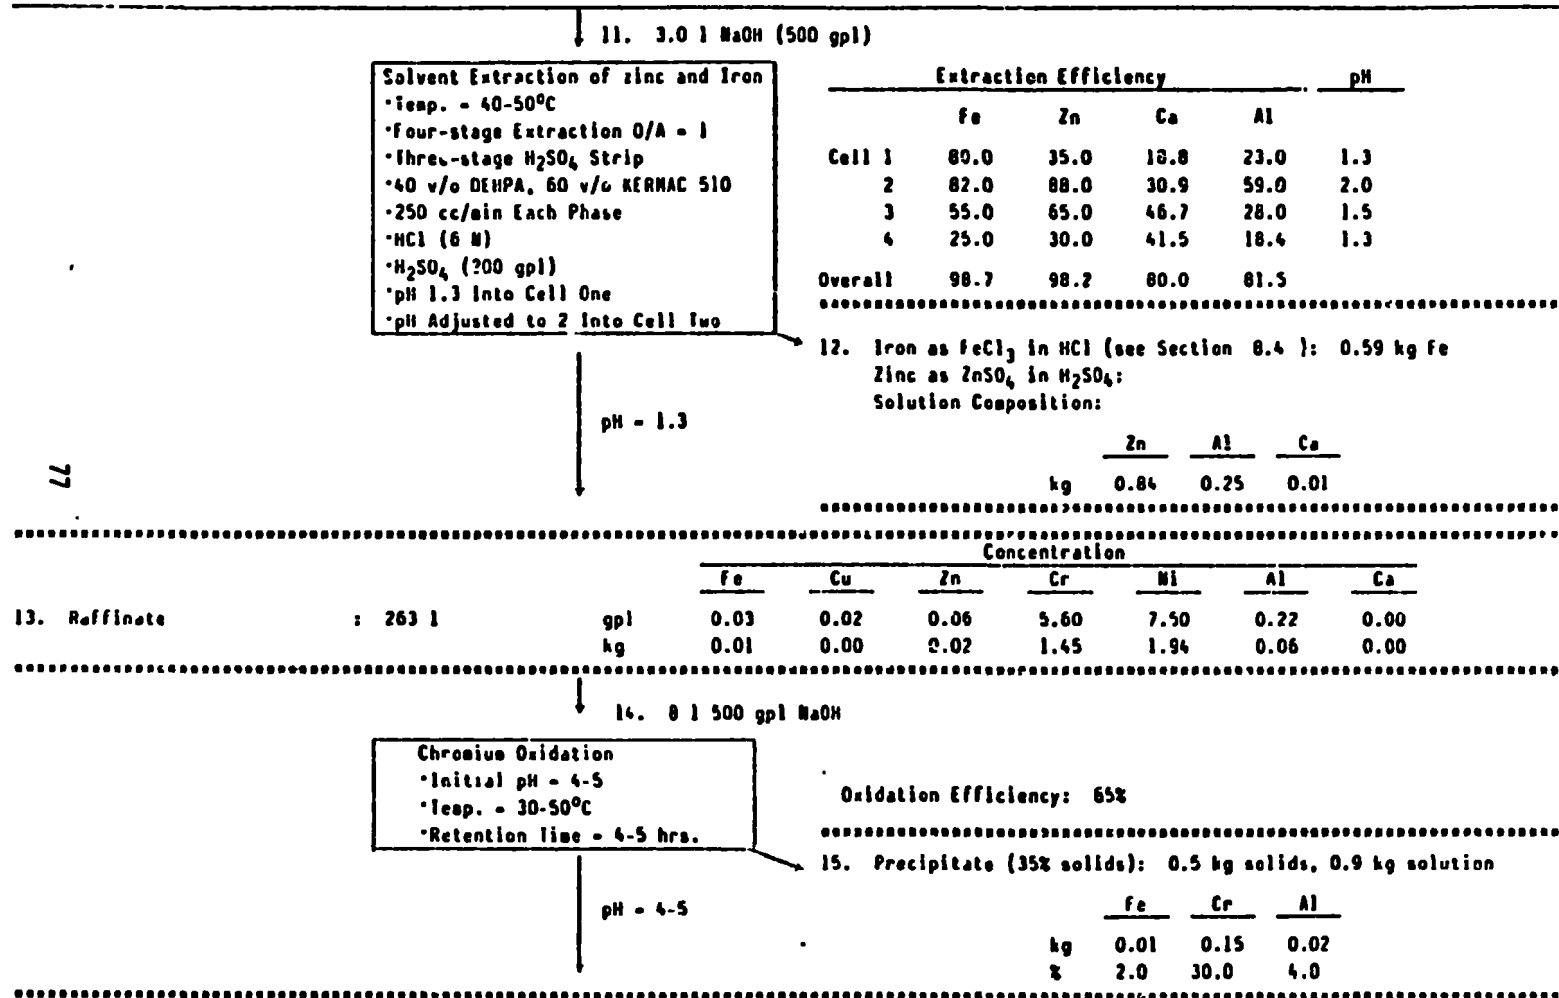 11. 3.0 l NaOH (500 gpl)
Solvent Extraction of zinc and Iron
·Temp. = 40-50°C
·Four-stage Extraction O/A = 1
·Three-stage H2SO4 Strip
·40 v/o DEHPA, 60 v/o KERMAC 510
·250 cc/min Each Phase
·HCl (6 N)
·H2SO4 (200 gpl)
·pH 1.3 Into Cell One
·pH Adjusted to 2 Into Cell Two
Extraction Efficiency pH
Fe Zn Ca Al
Cell 1 80.0 35.0 18.8 23.0 1.3
2 82.0 88.0 30.9 59.0 2.0
3 55.0 65.0 46.7 28.0 1.5
4 25.0 30.0 41.5 18.4 1.3
Overall 98.7 98.2 80.0 81.5
12. Iron as FeCl3 in HCl (see Section 8.4 ): 0.59 kg Fe
Zinc as ZnSO4 in H2SO4:
Solution Composition:
pH = 1.3
Zn Al Ca
kg 0.84 0.25 0.01
77
Concentration
Fe Cu Zn Cr Ni Al Ca
13. Raffinate : 263 l gpl 0.03 0.02 0.06 5.60 7.50 0.22 0.00
kg 0.01 0.00 0.02 1.45 1.94 0.06 0.00
14. 8 l 500 gpl NaOH
Chromium Oxidation
·Initial pH = 4-5
·Temp. = 30-50°C
·Retention Time = 4-5 hrs.
Oxidation Efficiency: 65%
15. Precipitate (35% solids): 0.5 kg solids, 0.9 kg solution
pH = 4-5
Fe Cr Al
kg 0.01 0.15 0.02
% 2.0 30.0 4.0